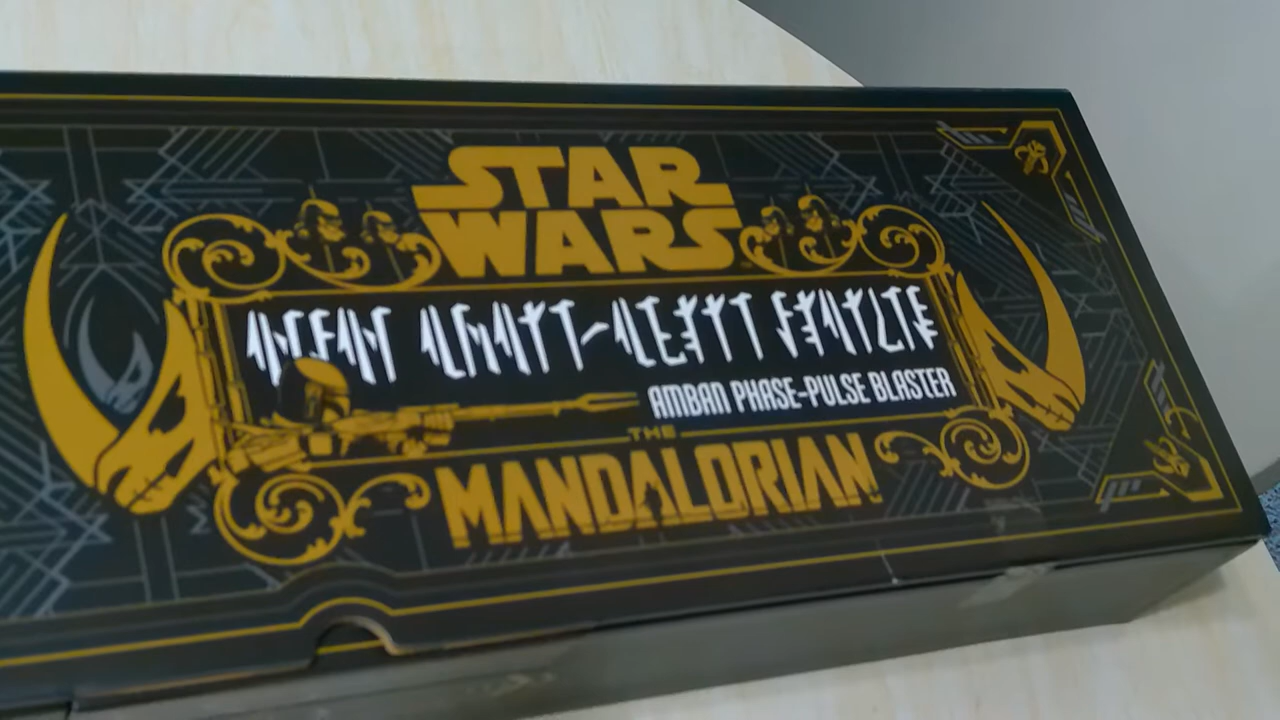 STAR
WARS
AMBAN PHASE-PULSE BLASTER
THE
MANDALORIAN